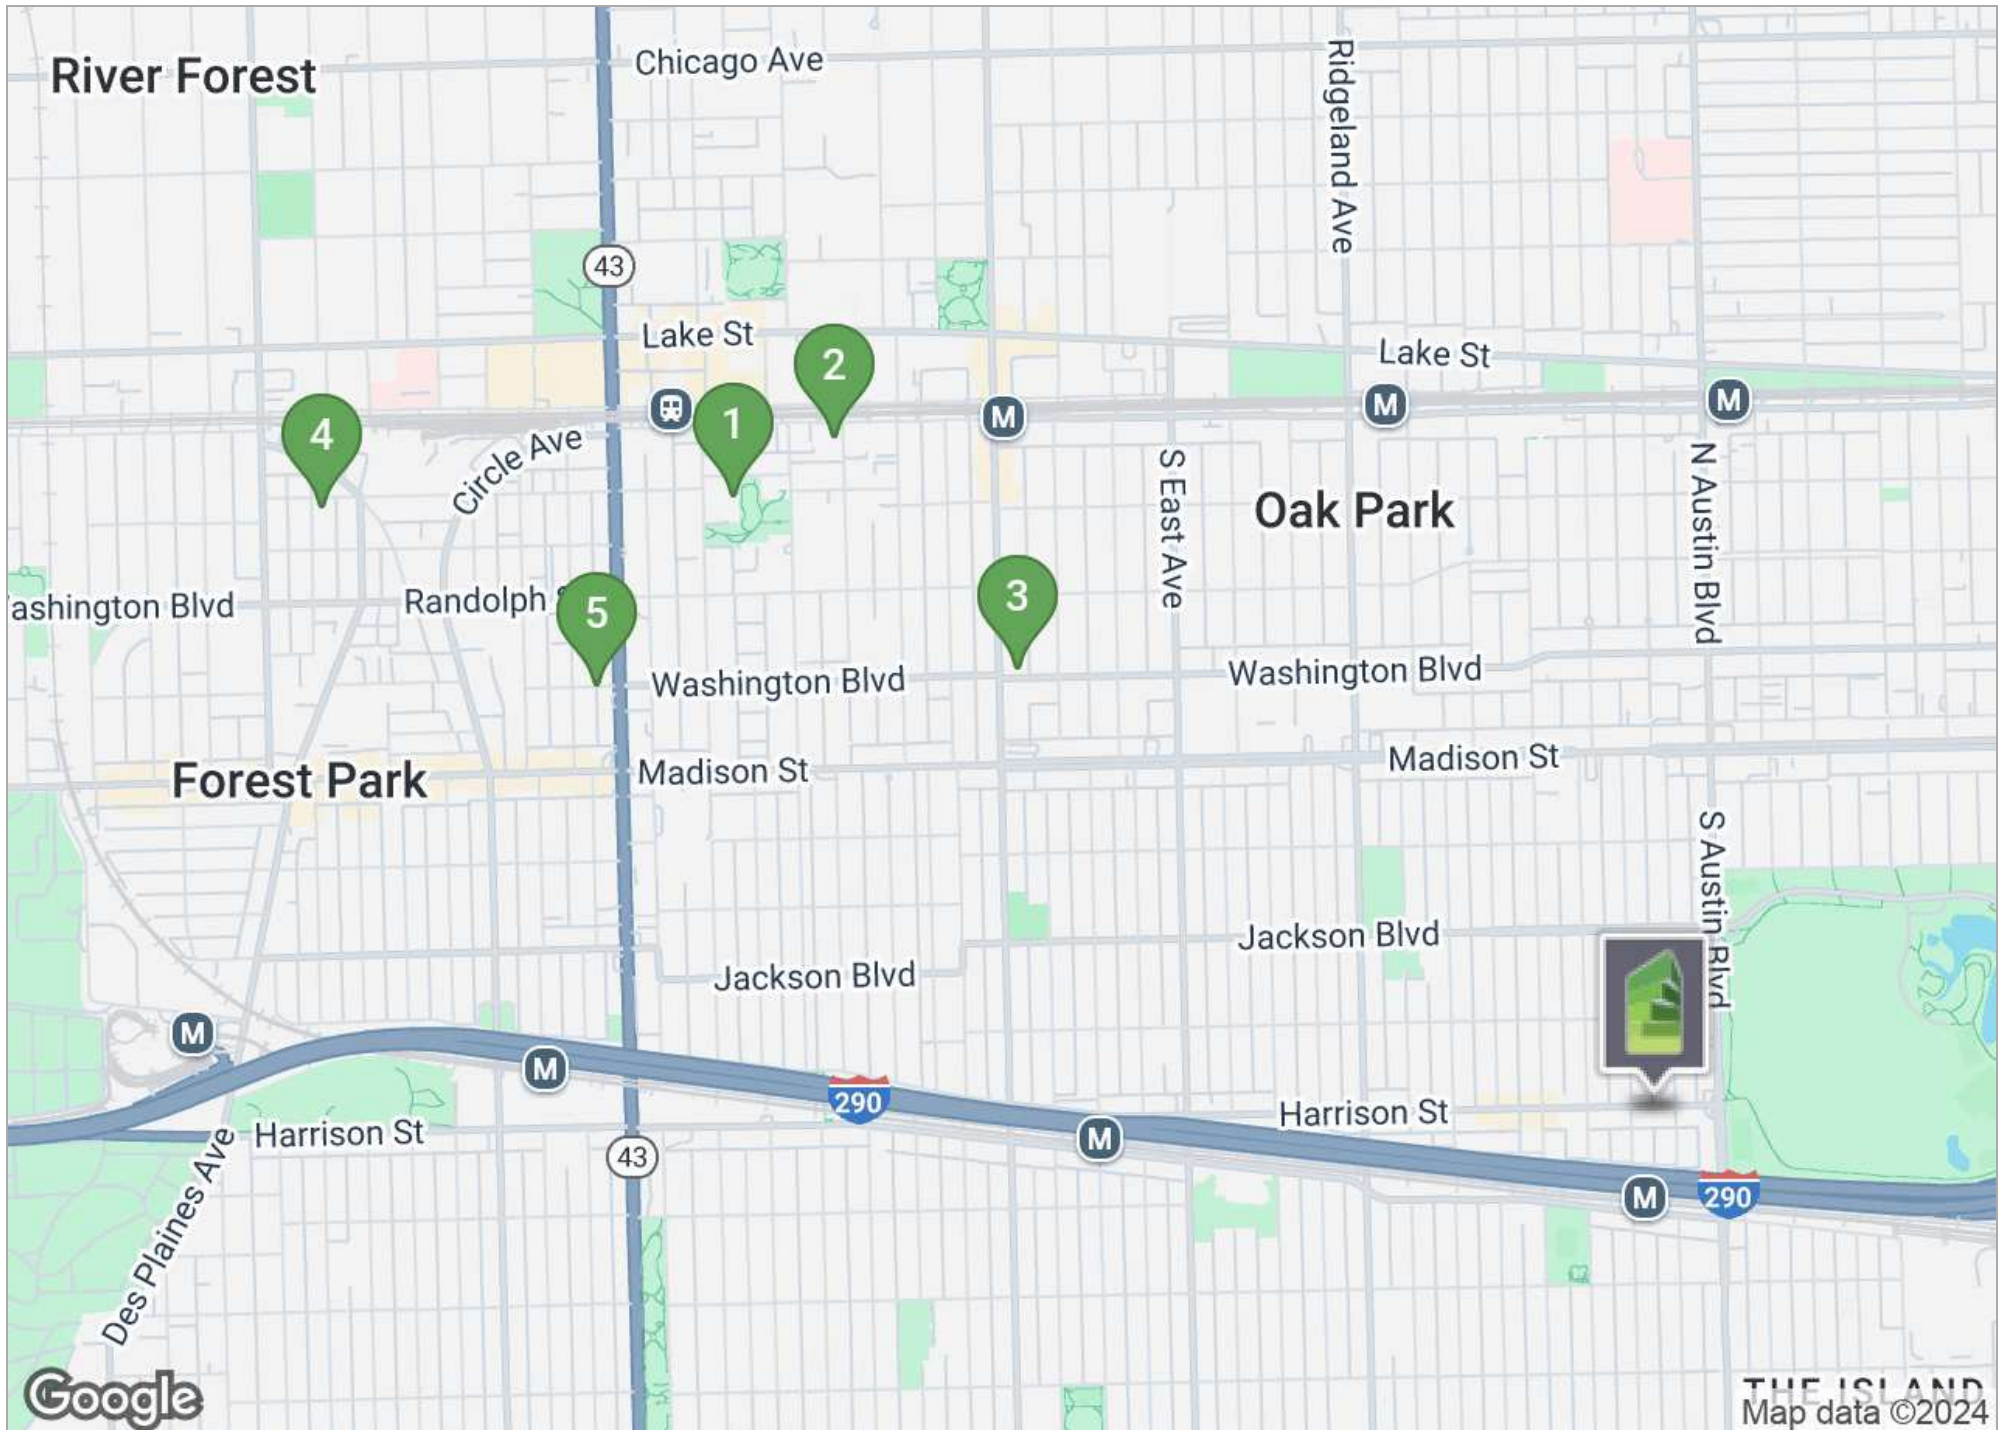 River Forest
Chicago Ave
Ridgeland Ave
43
Lake St
Lake St
2
1
4
M
M
M
Circle Ave
S East Ave
Oak Park
N Austin Blvd
ashington Blvd
Randolph
5
3
Washington Blvd
Washington Blvd
Forest Park
Madison St
Madison St
S Austin Blvd
Jackson Blvd
Jackson Blvd
M
M
290
Harrison St
M
Harrison St
43
M
290
Des Plaines Ave
Google
THE ISLAND
Map data ©2024